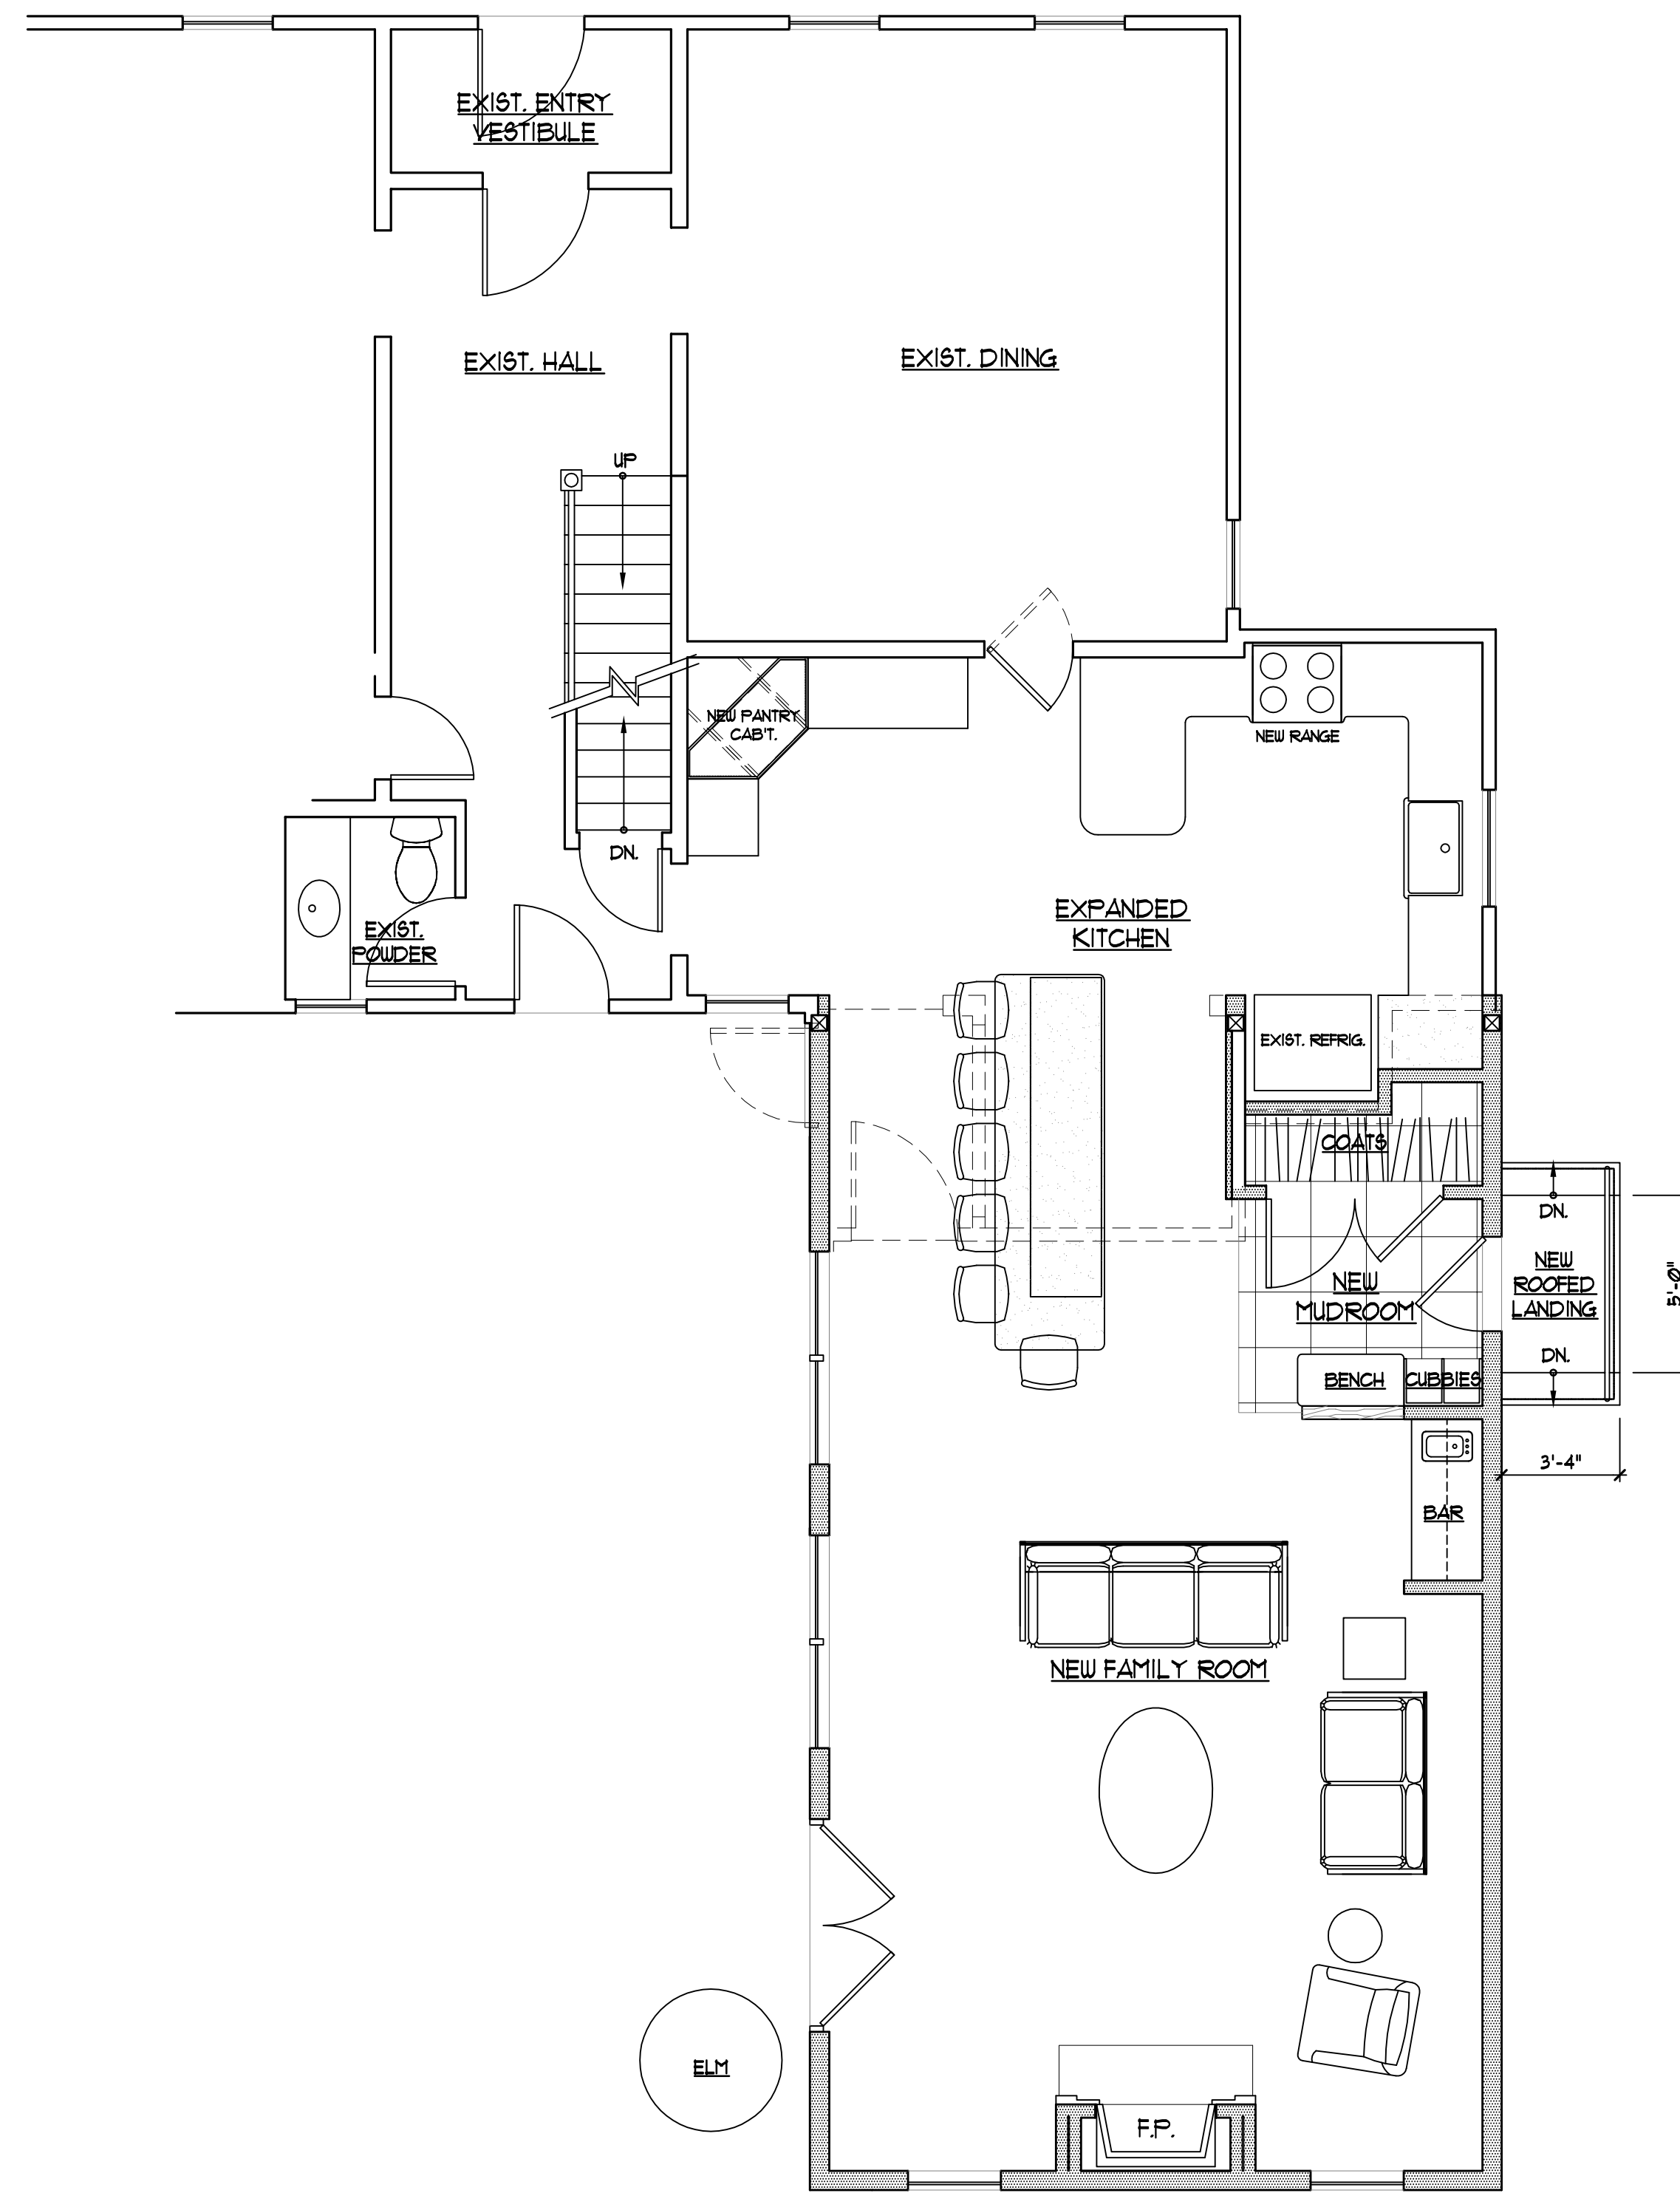 EXIST. ENTRY
VESTIBULE
EXIST. HALL
EXIST. DINING
UP
NEW PANTRY
CAB'T.
NEW RANGE
DN.
EXIST.
POWDER
EXPANDED
KITCHEN
EXIST. REFRIG.
COATS
DN.
NEW
ROOFED
LANDING
DN.
5'-0"
NEW
MUDROOM
BENCH
CUBBIES
3'-4"
BAR
NEW FAMILY ROOM
ELM
F.P.